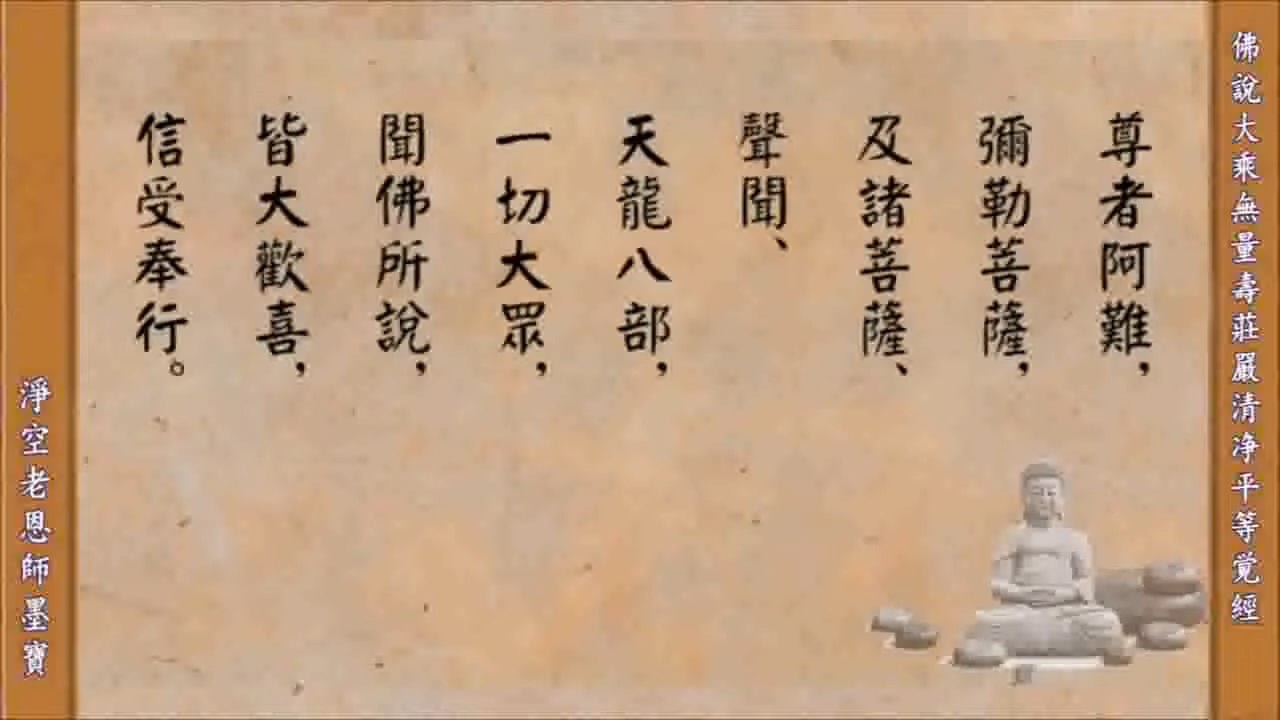 佛說大乘無量壽莊嚴清净平等覚經
尊者阿難，
彌勒菩薩，
及諸菩薩、
聲聞、
天龍八部，
一切大眾，
聞佛所說，
皆大歡喜，
信受奉行。
淨空老恩師墨寶